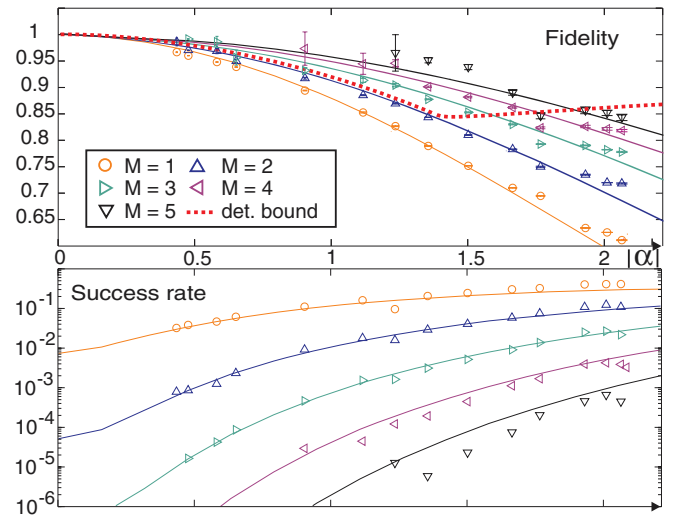 1
0.95
0.9
0.85
0.8
0.75
0.7
0.65
Fidelity
M = 1 M = 2
M = 3 M = 4
M = 5 det. bound
0 0.5 1 1.5 2 |α|
Success rate
10-1
10-2
10-3
10-4
10-5
10-6